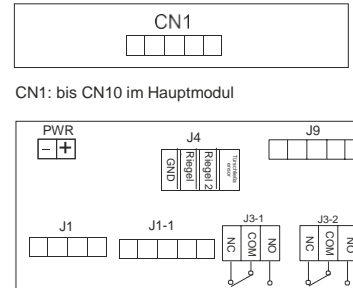 CN1
CN1: bis CN10 im Hauptmodul
PWR
J4
J9
- +
GND
Riegel
Riegel 2
J1
J1-1
J3-1
J3-2
NC
COM
NO
NC
COM
NO